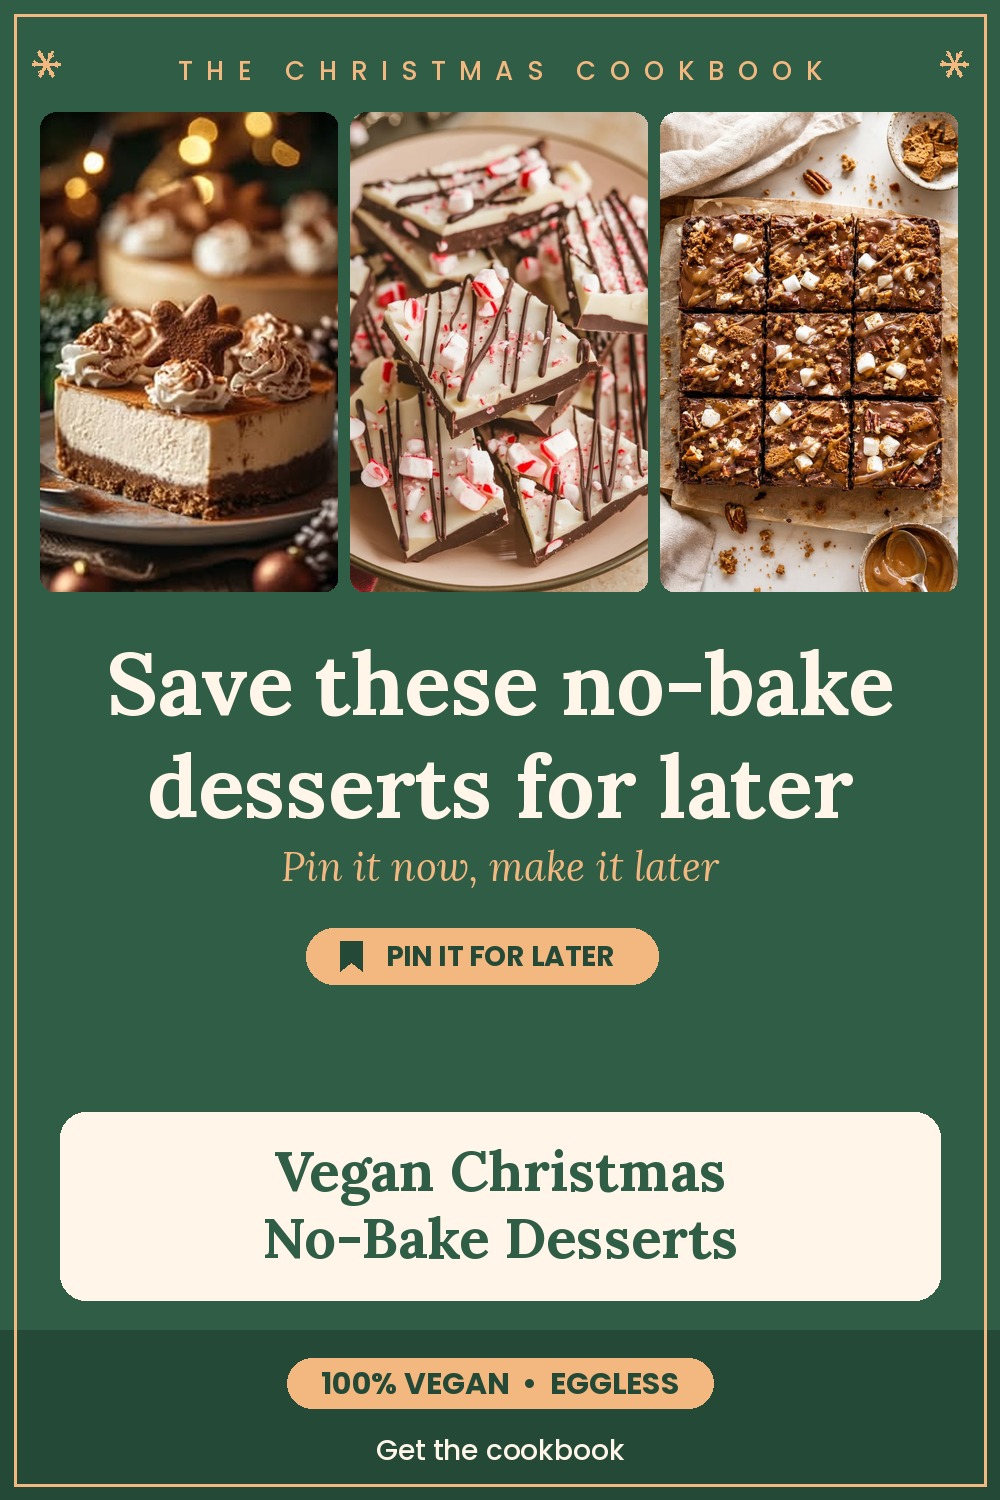 THE CHRISTMAS COOKBOOK
Save these no-bake
desserts for later
Pin it now, make it later
PIN IT FOR LATER
Vegan Christmas
No-Bake Desserts
100% VEGAN • EGGLESS
Get the cookbook